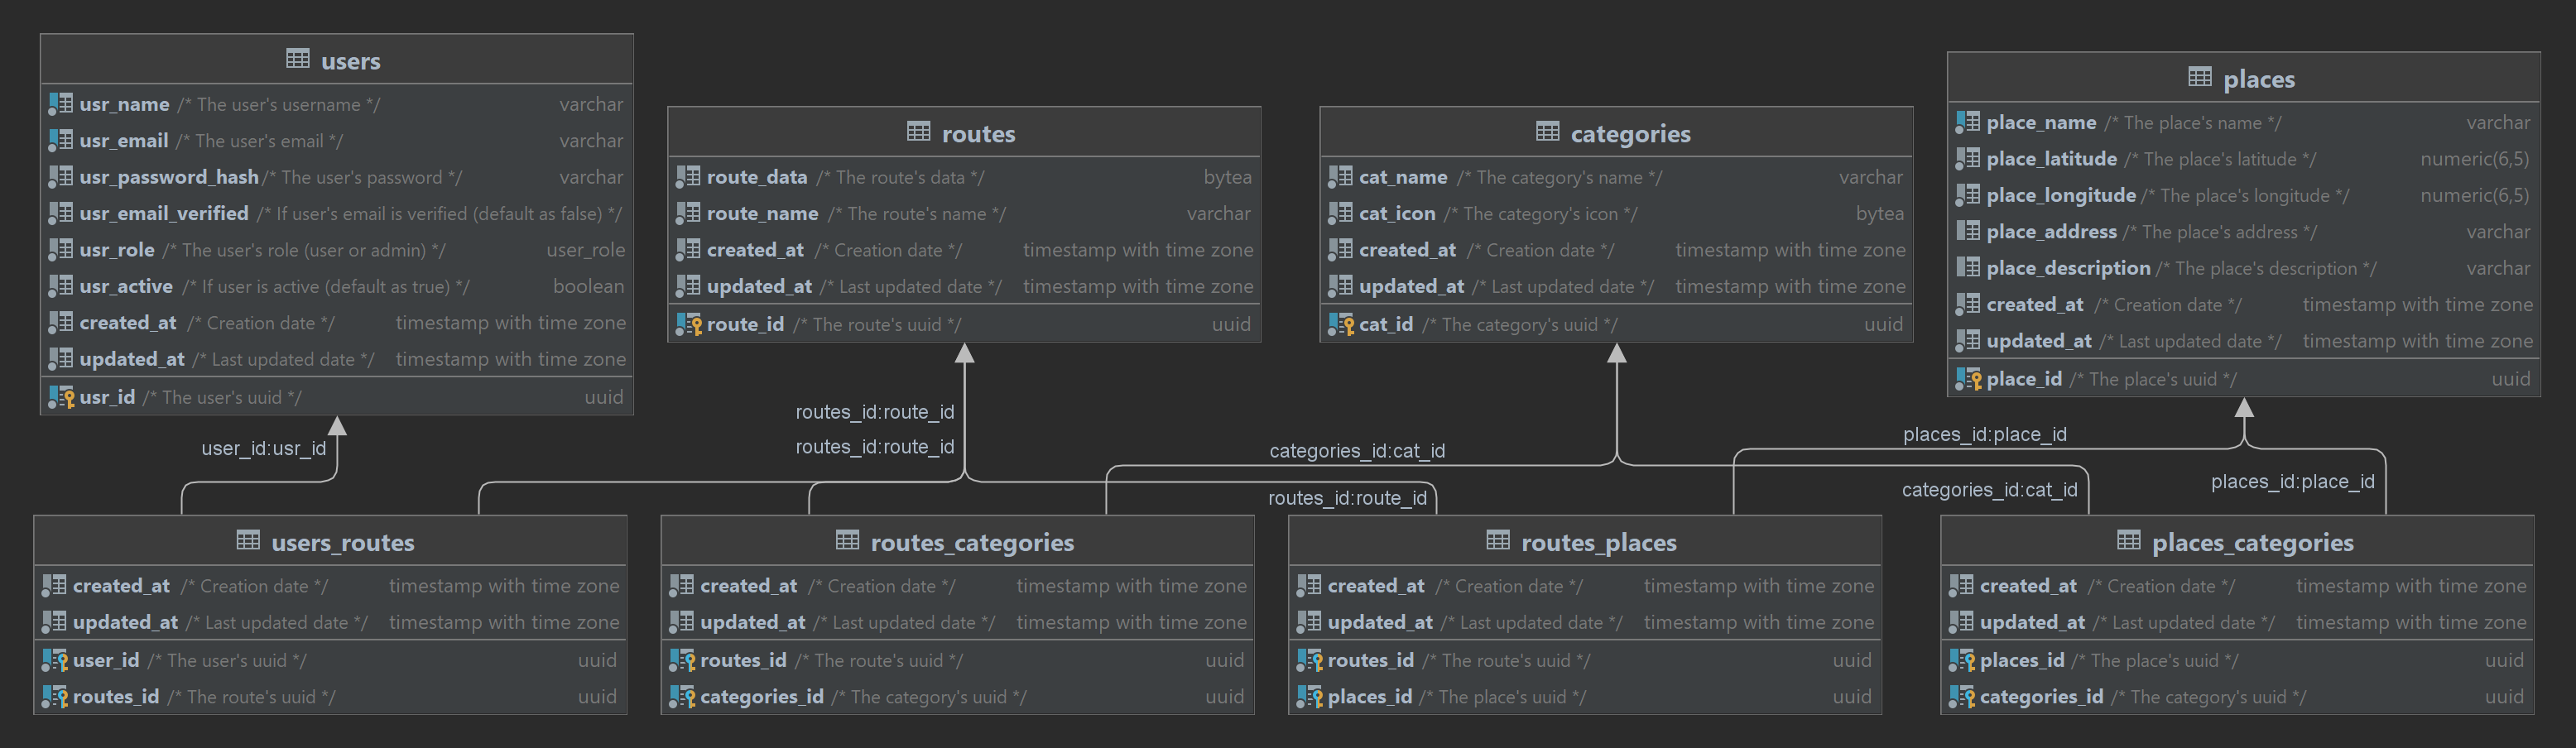 users
usr_name /* The user's username */ varchar
usr_email /* The user's email */ varchar
usr_password_hash /* The user's password */ varchar
usr_email_verified /* If user's email is verified (default as false) */
usr_role /* The user's role (user or admin) */ user_role
usr_active /* If user is active (default as true) */ boolean
created_at /* Creation date */ timestamp with time zone
updated_at /* Last updated date */ timestamp with time zone
usr_id /* The user's uuid */ uuid
routes
route_data /* The route's data */ bytea
route_name /* The route's name */ varchar
created_at /* Creation date */ timestamp with time zone
updated_at /* Last updated date */ timestamp with time zone
route_id /* The route's uuid */ uuid
categories
cat_name /* The category's name */ varchar
cat_icon /* The category's icon */ bytea
created_at /* Creation date */ timestamp with time zone
updated_at /* Last updated date */ timestamp with time zone
cat_id /* The category's uuid */ uuid
places
place_name /* The place's name */ varchar
place_latitude /* The place's latitude */ numeric(6,5)
place_longitude /* The place's longitude */ numeric(6,5)
place_address /* The place's address */ varchar
place_description /* The place's description */ varchar
created_at /* Creation date */ timestamp with time zone
updated_at /* Last updated date */ timestamp with time zone
place_id /* The place's uuid */ uuid
user_id:usr_id
routes_id:route_id
routes_id:route_id
categories_id:cat_id
routes_id:route_id
places_id:place_id
categories_id:cat_id
places_id:place_id
users_routes
created_at /* Creation date */ timestamp with time zone
updated_at /* Last updated date */ timestamp with time zone
user_id /* The user's uuid */ uuid
routes_id /* The route's uuid */ uuid
routes_categories
created_at /* Creation date */ timestamp with time zone
updated_at /* Last updated date */ timestamp with time zone
routes_id /* The route's uuid */ uuid
categories_id /* The category's uuid */ uuid
routes_places
created_at /* Creation date */ timestamp with time zone
updated_at /* Last updated date */ timestamp with time zone
routes_id /* The route's uuid */ uuid
places_id /* The place's uuid */ uuid
places_categories
created_at /* Creation date */ timestamp with time zone
updated_at /* Last updated date */ timestamp with time zone
places_id /* The place's uuid */ uuid
categories_id /* The category's uuid */ uuid